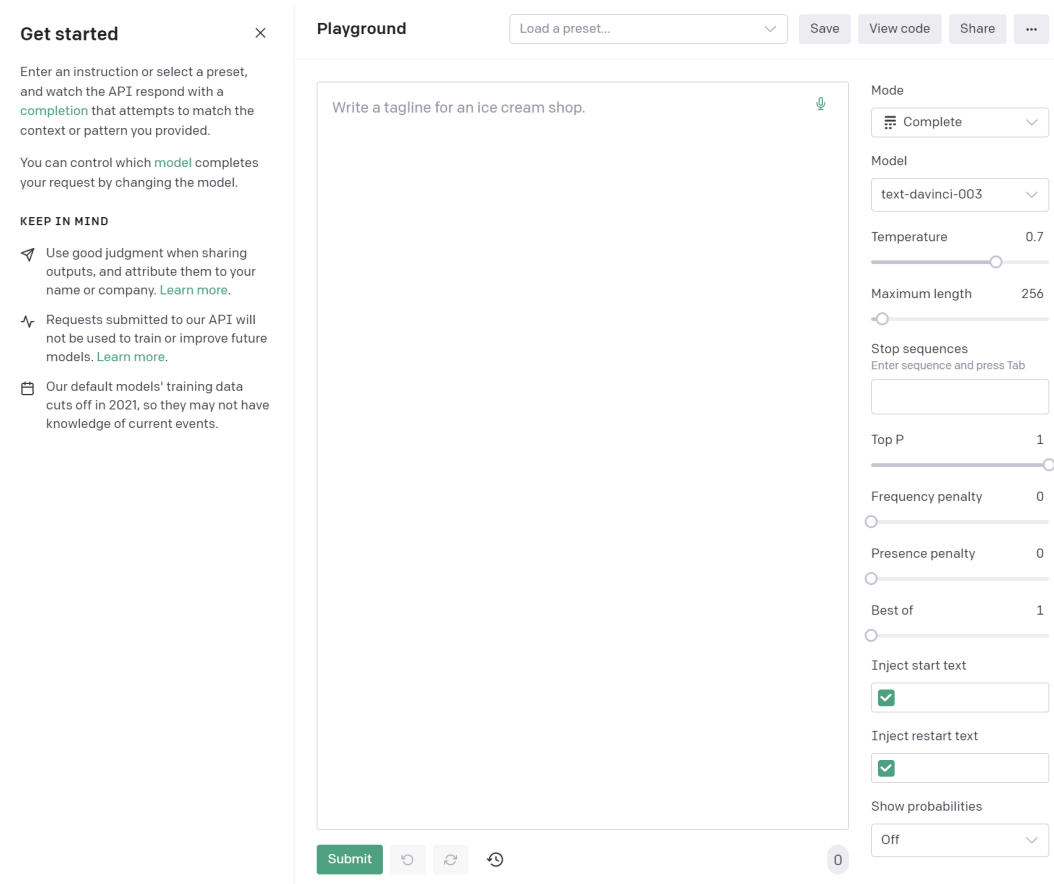 Get started
Enter an instruction or select a preset,
and watch the API respond with a
completion that attempts to match the
context or pattern you provided.
You can control which model completes
your request by changing the model.
KEEP IN MIND
Use good judgment when sharing
outputs, and attribute them to your
name or company. Learn more.
Requests submitted to our API will
not be used to train or improve future
models. Learn more.
Our default models' training data
cuts off in 2021, so they may not have
knowledge of current events.
Playground
Load a preset...
Save
View code
Share
Write a tagline for an ice cream shop.
Submit
0
Mode
Complete
Model
text-davinci-003
Temperature 0.7
Maximum length 256
Stop sequences
Enter sequence and press Tab
Top P 1
Frequency penalty 0
Presence penalty 0
Best of 1
Inject start text
Inject restart text
Show probabilities
Off